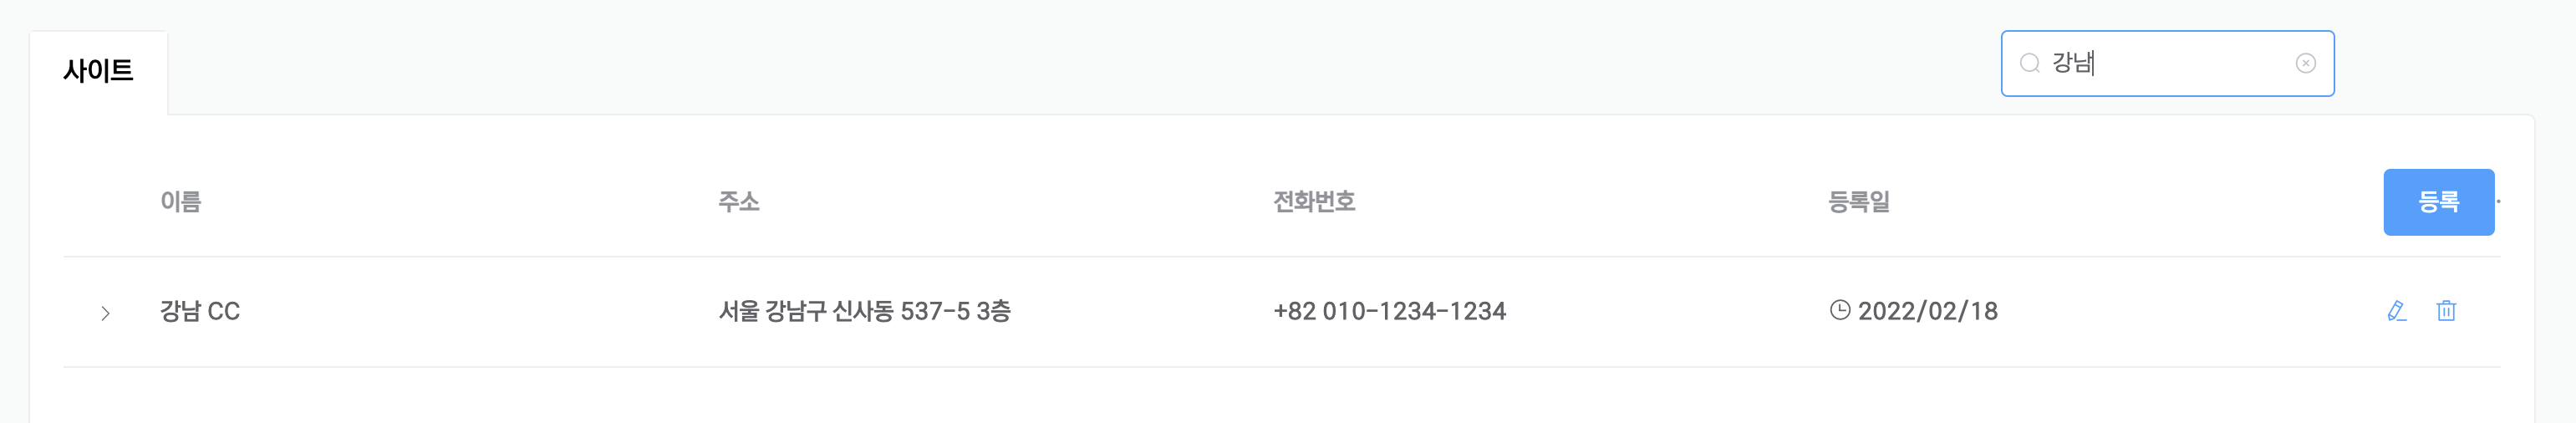 사이트
강남
이름 주소 전화번호 등록일 등록
강남 CC 서울 강남구 신사동 537-5 3층 +82 010-1234-1234 2022/02/18